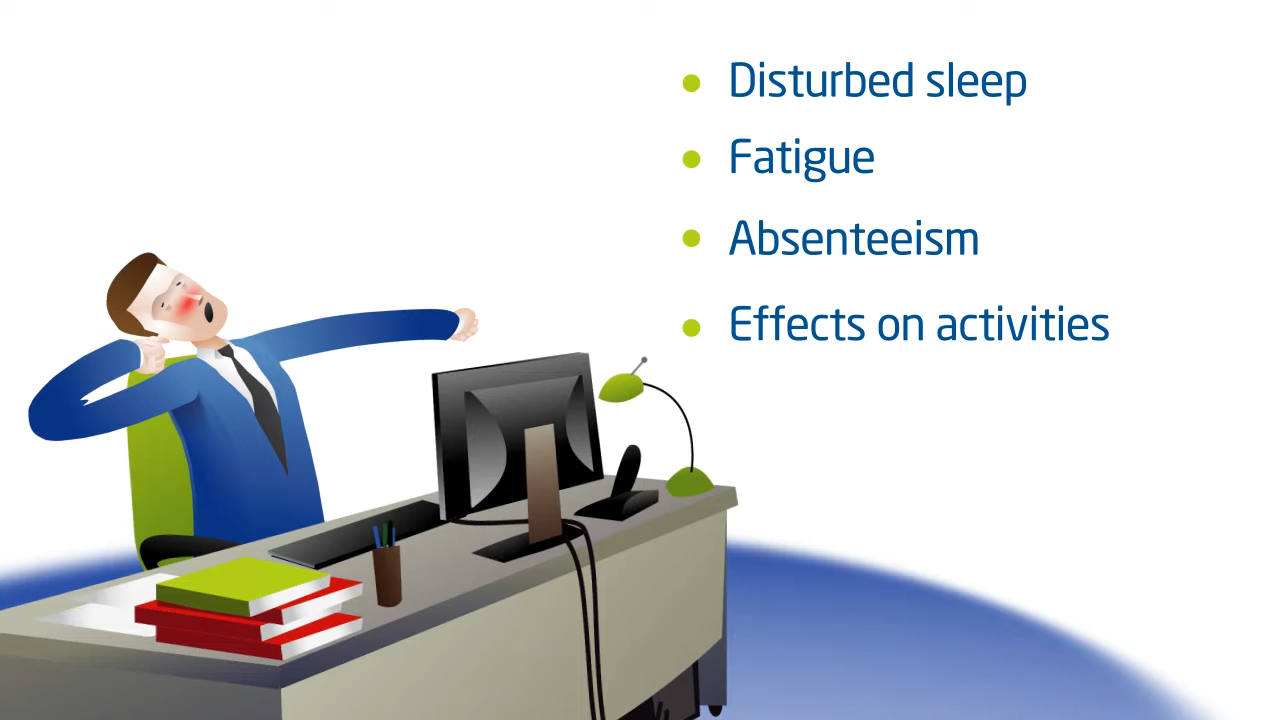 Disturbed sleep
Fatigue
Absenteeism
Effects on activities